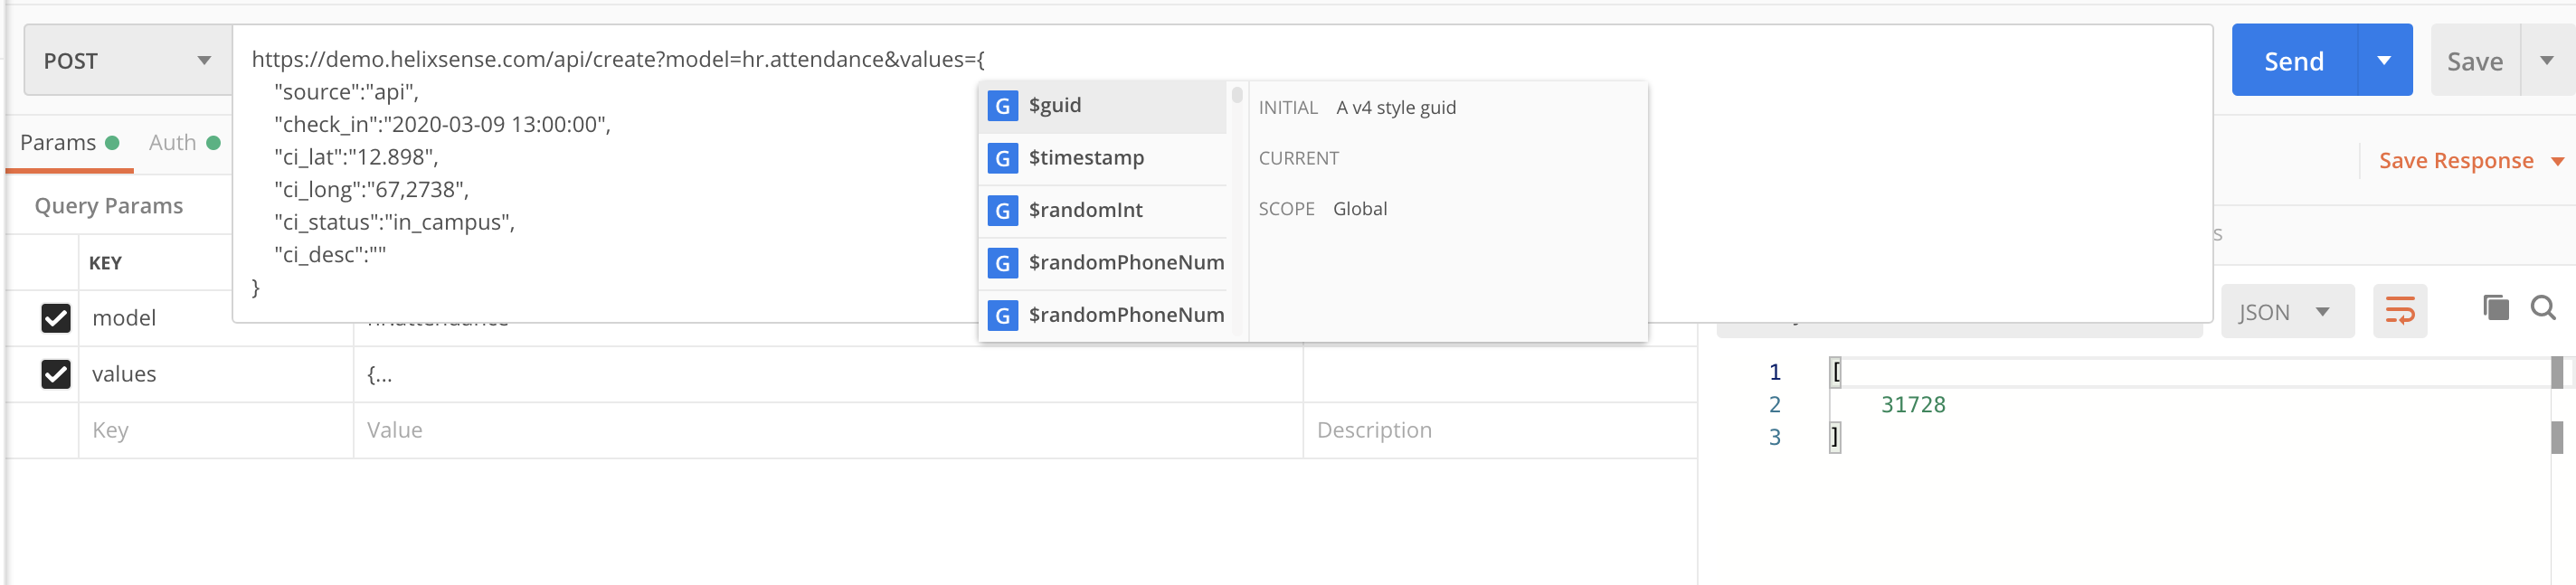 POST
https://demo.helixsense.com/api/create?model=hr.attendance&values={
"source":"api",
"check_in":"2020-03-09 13:00:00",
"ci_lat":"12.898",
"ci_long":"67,2738",
"ci_status":"in_campus",
"ci_desc":""
}
G $guid
G $timestamp
G $randomInt
G $randomPhoneNum
G $randomPhoneNum
INITIAL A v4 style guid
CURRENT
SCOPE Global
Send
Save
Params
Auth
Save Response
Query Params
KEY
model
values
{...
Key
Value
Description
JSON
1 [
2 31728
3 ]